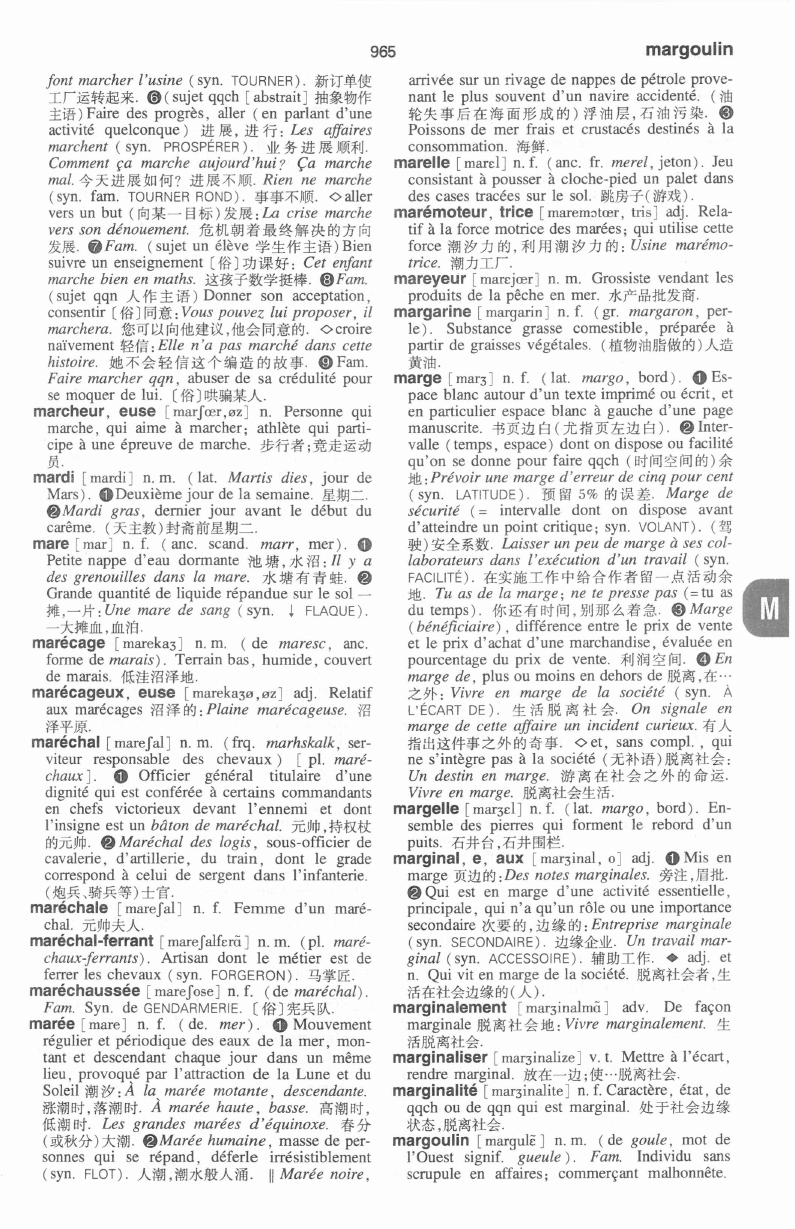 965
margoulin
font marcher l'usine (syn. TOURNER). 新订单使
工厂运转起来. ❻(sujet qqch [abstrait] 抽象物作
主语) Faire des progrès, aller (en parlant d'une
activité quelconque) 进展, 进行: Les affaires
marchent (syn. PROSPÉRER). 业务进展顺利.
Comment ça marche aujourd'hui? Ça marche
mal. 今天进展如何? 进展不顺. Rien ne marche
(syn. fam. TOURNER ROND). 事事不顺. ◇aller
vers un but (向某一目标)发展: La crise marche
vers son dénouement. 危机朝着最终解决的方向
发展. ❼Fam. (sujet un élève 学生作主语) Bien
suivre un enseignement [俗]功课好: Cet enfant
marche bien en maths. 这孩子数学挺棒. ❽Fam.
(sujet qqn 人作主语) Donner son acceptation,
consentir [俗]同意: Vous pouvez lui proposer, il
marchera. 您可以向他建议,他会同意的. ◇croire
naïvement 轻信: Elle n'a pas marché dans cette
histoire. 她不会轻信这个编造的故事. ❾ Fam.
Faire marcher qqn, abuser de sa crédulité pour
se moquer de lui. [俗]哄骗某人.
marcheur, euse [marʃœr,øz] n. Personne qui
marche, qui aime à marcher; athlète qui parti-
cipe à une épreuve de marche. 步行者;竞走运动
员.
mardi [mardi] n. m. (lat. Martis dies, jour de
Mars). ❶Deuxième jour de la semaine. 星期二.
❷Mardi gras, dernier jour avant le début du
carême. (天主教)封斋前星期二.
mare [mar] n. f. (anc. scand. marr, mer). ❶
Petite nappe d'eau dormante 池塘,水沼: Il y a
des grenouilles dans la mare. 水塘有青蛙. ❷
Grande quantité de liquide répandue sur le sol 一
摊,一片: Une mare de sang (syn. ↓ FLAQUE).
一大摊血,血泊.
marécage [marekaʒ] n. m. (de maresc, anc.
forme de marais). Terrain bas, humide, couvert
de marais. 低洼沼泽地.
marécageux, euse [marekaʒø,øz] adj. Relatif
aux marécages 沼泽的: Plaine marécageuse. 沼
泽平原.
maréchal [mareʃal] n. m. (frq. marhskalk, ser-
viteur responsable des chevaux) [pl. maré-
chaux]. ❶ Officier général titulaire d'une
dignité qui est conférée à certains commandants
en chefs victorieux devant l'ennemi et dont
l'insigne est un bâton de maréchal. 元帅,持权杖
的元帅. ❷ Maréchal des logis, sous-officier de
cavalerie, d'artillerie, du train, dont le grade
correspond à celui de sergent dans l'infanterie.
(炮兵、骑兵等)士官.
maréchale [mareʃal] n. f. Femme d'un maré-
chal. 元帅夫人.
maréchal-ferrant [mareʃalfɛrɑ̃] n. m. (pl. maré-
chaux-ferrants). Artisan dont le métier est de
ferrer les chevaux (syn. FORGERON). 马掌匠.
maréchaussée [mareʃose] n. f. (de maréchal).
Fam. Syn. de GENDARMERIE. [俗]宪兵队.
marée [mare] n. f. (de. mer). ❶ Mouvement
régulier et périodique des eaux de la mer, mon-
tant et descendant chaque jour dans un même
lieu, provoqué par l'attraction de la Lune et du
Soleil 潮汐: À la marée motante, descendante.
涨潮时,落潮时. À marée haute, basse. 高潮时,
低潮时. Les grandes marées d'équinoxe. 春分
(或秋分)大潮. ❷Marée humaine, masse de per-
sonnes qui se répand, déferle irrésistiblement
(syn. FLOT). 人潮,潮水般人涌. ‖ Marée noire,
arrivée sur un rivage de nappes de pétrole prove-
nant le plus souvent d'un navire accidenté. (油
轮失事后在海面形成的)浮油层,石油污染. ❸
Poissons de mer frais et crustacés destinés à la
consommation. 海鲜.
marelle [marɛl] n. f. (anc. fr. merel, jeton). Jeu
consistant à pousser à cloche-pied un palet dans
des cases tracées sur le sol. 跳房子(游戏).
marémoteur, trice [maremɔtœr, tris] adj. Rela-
tif à la force motrice des marées; qui utilise cette
force 潮汐力的,利用潮汐力的: Usine marémo-
trice. 潮力工厂.
mareyeur [marɛjœr] n. m. Grossiste vendant les
produits de la pêche en mer. 水产品批发商.
margarine [margarin] n. f. (gr. margaron, per-
le). Substance grasse comestible, préparée à
partir de graisses végétales. (植物油脂做的)人造
黄油.
marge [marʒ] n. f. (lat. margo, bord). ❶ Es-
pace blanc autour d'un texte imprimé ou écrit, et
en particulier espace blanc à gauche d'une page
manuscrite. 书页边白(尤指页左边白). ❷ Inter-
valle (temps, espace) dont on dispose ou facilité
qu'on se donne pour faire qqch (时间空间的)余
地: Prévoir une marge d'erreur de cinq pour cent
(syn. LATITUDE). 预留 5% 的误差. Marge de
sécurité (= intervalle dont on dispose avant
d'atteindre un point critique; syn. VOLANT). (驾
驶)安全系数. Laisser un peu de marge à ses col-
laborateurs dans l'exécution d'un travail (syn.
FACILITÉ). 在实施工作中给合作者留一点活动余
地. Tu as de la marge; ne te presse pas (= tu as
du temps). 你还有时间,别那么着急. ❸ Marge
(bénéficiaire), différence entre le prix de vente
et le prix d'achat d'une marchandise, évaluée en
pourcentage du prix de vente. 利润空间. ❹ En
marge de, plus ou moins en dehors de 脱离,在…
之外: Vivre en marge de la société (syn. À
L'ÉCART DE). 生活脱离社会. On signale en
marge de cette affaire un incident curieux. 有人
指出这件事之外的奇事. ◇et, sans compl., qui
ne s'intègre pas à la société (无补语)脱离社会:
Un destin en marge. 游离在社会之外的命运.
Vivre en marge. 脱离社会生活.
margelle [marʒɛl] n. f. (lat. margo, bord). En-
semble des pierres qui forment le rebord d'un
puits. 石井台,石井围栏.
marginal, e, aux [marʒinal, o] adj. ❶Mis en
marge 页边的: Des notes marginales. 旁注,眉批.
❷Qui est en marge d'une activité essentielle,
principale, qui n'a qu'un rôle ou une importance
secondaire 次要的,边缘的: Entreprise marginale
(syn. SECONDAIRE). 边缘企业. Un travail mar-
ginal (syn. ACCESSOIRE). 辅助工作. ◆ adj. et
n. Qui vit en marge de la société. 脱离社会者,生
活在社会边缘的(人).
marginalement [marʒinalmɑ̃] adv. De façon
marginale 脱离社会地: Vivre marginalement. 生
活脱离社会.
marginaliser [marʒinalize] v. t. Mettre à l'écart,
rendre marginal. 放在一边;使…脱离社会.
marginalité [marʒinalite] n. f. Caractère, état, de
qqch ou de qqn qui est marginal. 处于社会边缘
状态,脱离社会.
margoulin [margulɛ̃] n. m. (de goule, mot de
l'Ouest signif. gueule). Fam. Individu sans
scrupule en affaires; commerçant malhonnête.
M